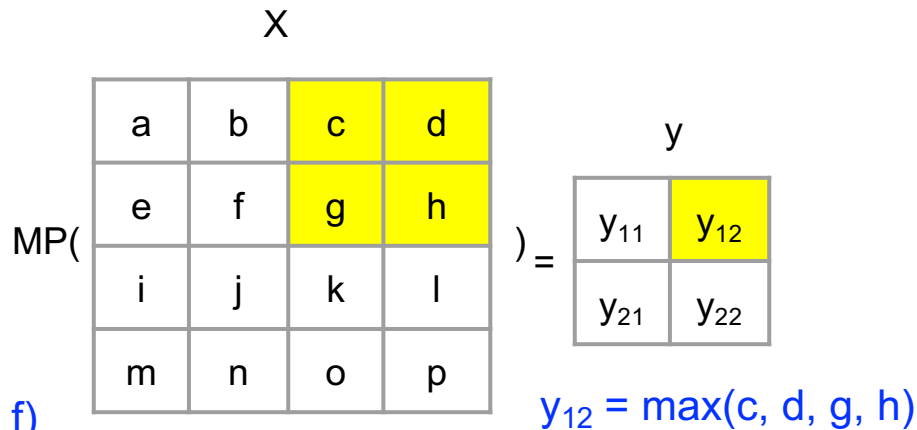 X
a b c d
y
e f g h
MP( ) = y₁₁ y₁₂
i j k l
y₂₁ y₂₂
m n o p
f) y₁₂ = max(c, d, g, h)